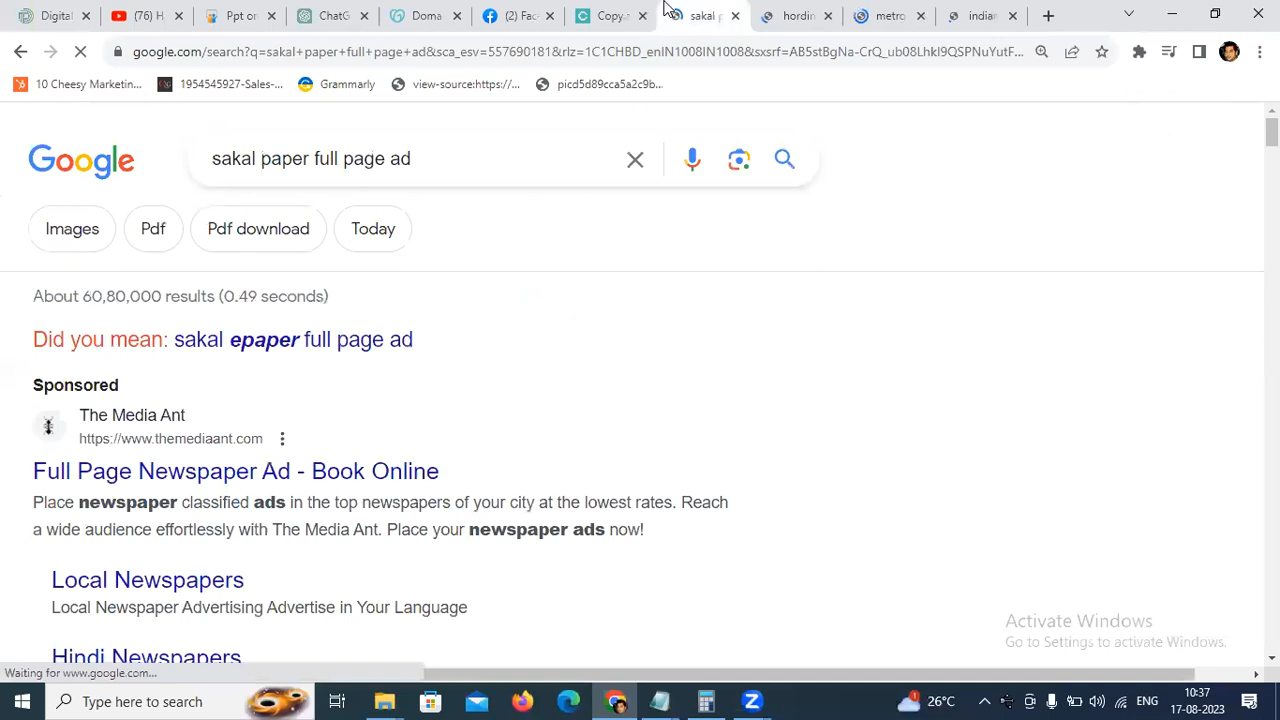 Digital
(76) H
Ppt on
ChatG
Doma
(2) Fac
Copy
sakal p
hordin
metro
indian
google.com/search?q=sakal+paper+full+page+ad&sca_esv=557690181&rlz=1C1CHBD_enIN1008IN1008&sxsrf=AB5stBgNa-CrQ_ub08LhkI9QSPNuYutF...
10 Cheesy Marketin...
1954545927-Sales-...
Grammarly
view-source:https://...
picd5d89cca5a2c9b...
Google
sakal paper full page ad
Images
Pdf
Pdf download
Today
About 60,80,000 results (0.49 seconds)
Did you mean: sakal epaper full page ad
Sponsored
The Media Ant
https://www.themediaant.com
Full Page Newspaper Ad - Book Online
Place newspaper classified ads in the top newspapers of your city at the lowest rates. Reach
a wide audience effortlessly with The Media Ant. Place your newspaper ads now!
Local Newspapers
Local Newspaper Advertising Advertise in Your Language
Hindi Newspapers
Activate Windows
Go to Settings to activate Windows.
Waiting for www.google.com...
Type here to search
26°C
ENG
10:37
17-08-2023